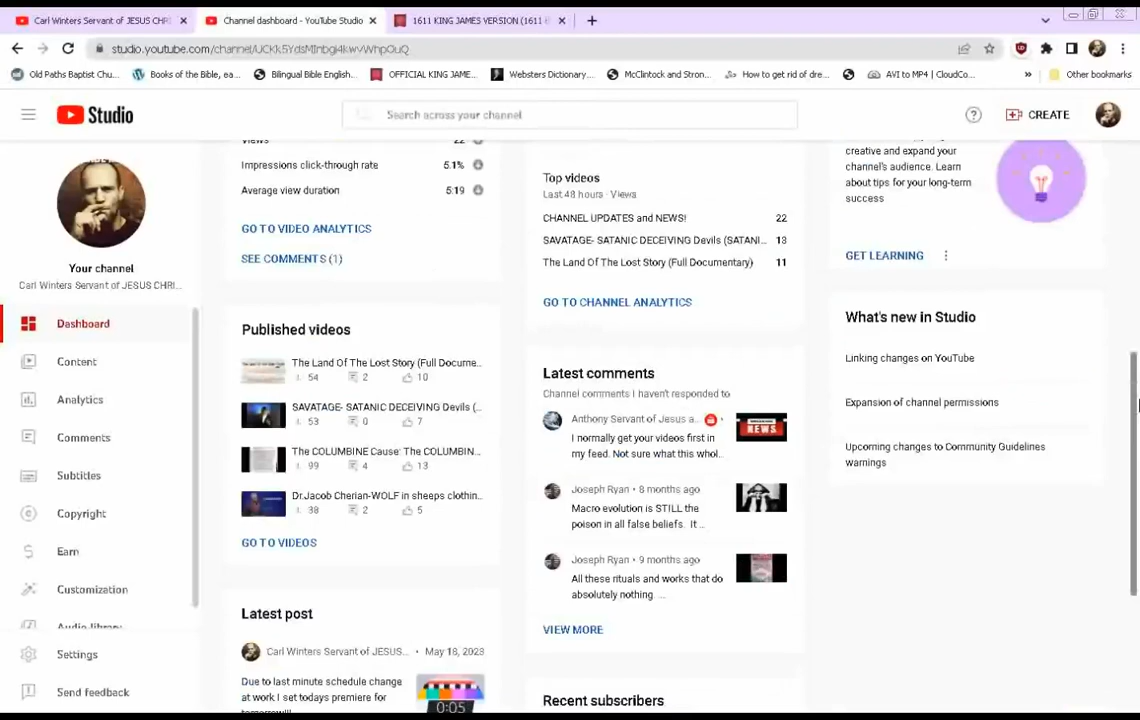 Carl Winters Servant of JESUS CHRI
Channel dashboard - YouTube Studio
1611 KING JAMES VERSION (1611
studio.youtube.com/channel/
Old Paths Baptist Chu...
Books of the Bible, ea...
Bilingual Bible English...
OFFICIAL KING JAME...
Websters Dictionary...
McClintock and Stron...
How to get rid of dre...
AVI to MP4 | CloudCo...
Other bookmarks
Studio
Search across your channel
CREATE
Your channel
Carl Winters Servant of JESUS CHRI...
Dashboard
Content
Analytics
Comments
Subtitles
Copyright
Earn
Customization
Audio library
Settings
Send feedback
Views 22
Impressions click-through rate 5.1%
Average view duration 5:19
GO TO VIDEO ANALYTICS
SEE COMMENTS (1)
Published videos
The Land Of The Lost Story (Full Docume...
54 2 10
SAVATAGE- SATANIC DECEIVING Devils (...
53 0 7
The COLUMBINE Cause: The COLUMBIN...
99 4 13
Dr.Jacob Cherian-WOLF in sheeps clothin...
38 2 5
GO TO VIDEOS
Latest post
Carl Winters Servant of JESUS... • May 18, 2023
Due to last minute schedule change
at work I set todays premiere for
tomorrow!!!
0:05
Top videos
Last 48 hours · Views
CHANNEL UPDATES and NEWS! 22
SAVATAGE- SATANIC DECEIVING Devils (SATANI... 13
The Land Of The Lost Story (Full Documentary) 11
GO TO CHANNEL ANALYTICS
Latest comments
Channel comments I haven't responded to
Anthony Servant of Jesus a... •
I normally get your videos first in
my feed. Not sure what this whol...
NEWS
Joseph Ryan • 8 months ago
Macro evolution is STILL the
poison in all false beliefs. It ...
Joseph Ryan • 9 months ago
All these rituals and works that do
absolutely nothing. ...
VIEW MORE
Recent subscribers
creative and expand your
channel's audience. Learn
about tips for your long-term
success
GET LEARNING
What's new in Studio
Linking changes on YouTube
Expansion of channel permissions
Upcoming changes to Community Guidelines
warnings